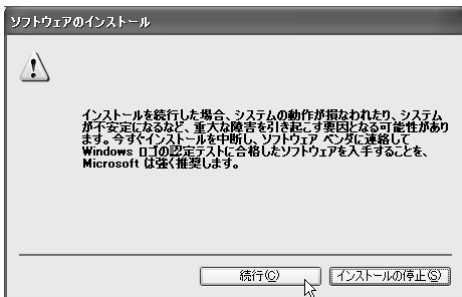 ソフトウェアのインストール
インストールを続行した場合、システムの動作が損なわれたり、システム
が不安定になるなど、重大な障害を引き起こす要因となる可能性があり
ます。今すぐインストールを中断し、ソフトウェア ベンダに連絡して
Windows ロゴの認定テストに合格したソフトウェアを入手することを、
Microsoft は強く推奨します。
続行(C)
インストールの停止(S)